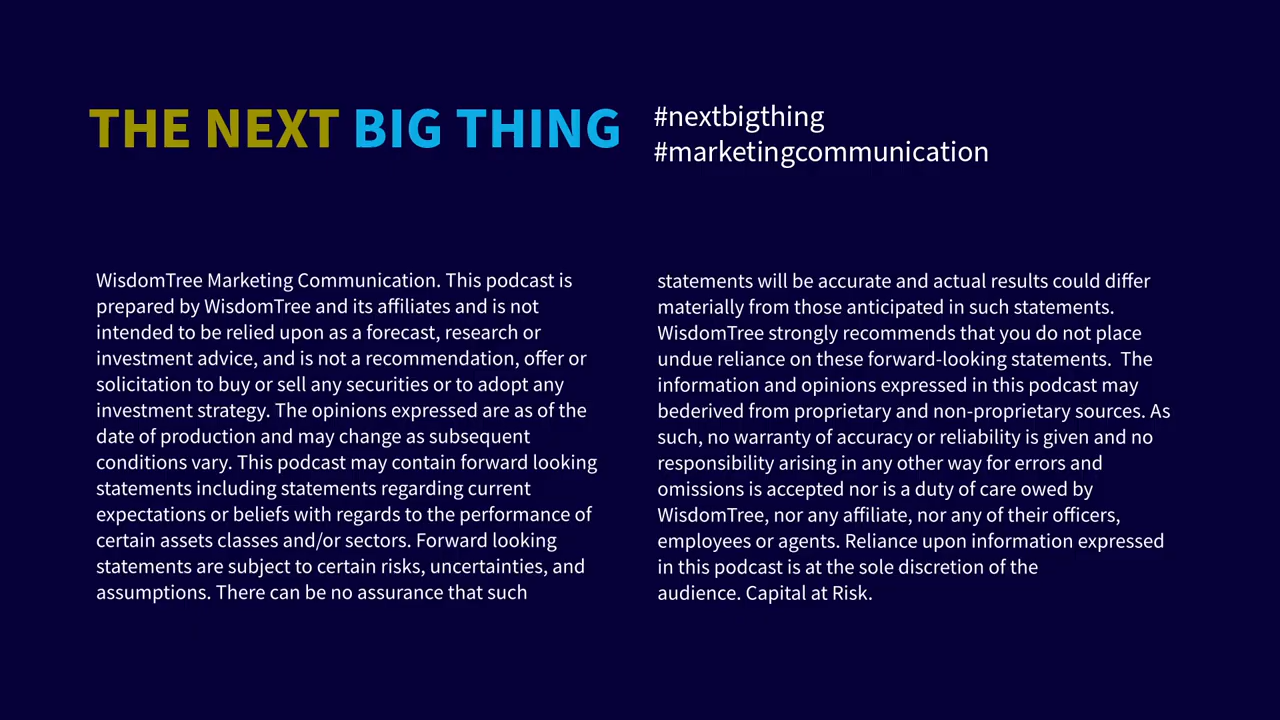 THE NEXT BIG THING
#nextbigthing
#marketingcommunication
WisdomTree Marketing Communication. This podcast is
prepared by WisdomTree and its affiliates and is not
intended to be relied upon as a forecast, research or
investment advice, and is not a recommendation, offer or
solicitation to buy or sell any securities or to adopt any
investment strategy. The opinions expressed are as of the
date of production and may change as subsequent
conditions vary. This podcast may contain forward looking
statements including statements regarding current
expectations or beliefs with regards to the performance of
certain assets classes and/or sectors. Forward looking
statements are subject to certain risks, uncertainties, and
assumptions. There can be no assurance that such
statements will be accurate and actual results could differ
materially from those anticipated in such statements.
WisdomTree strongly recommends that you do not place
undue reliance on these forward-looking statements.  The
information and opinions expressed in this podcast may
bederived from proprietary and non-proprietary sources. As
such, no warranty of accuracy or reliability is given and no
responsibility arising in any other way for errors and
omissions is accepted nor is a duty of care owed by
WisdomTree, nor any affiliate, nor any of their officers,
employees or agents. Reliance upon information expressed
in this podcast is at the sole discretion of the
audience. Capital at Risk.